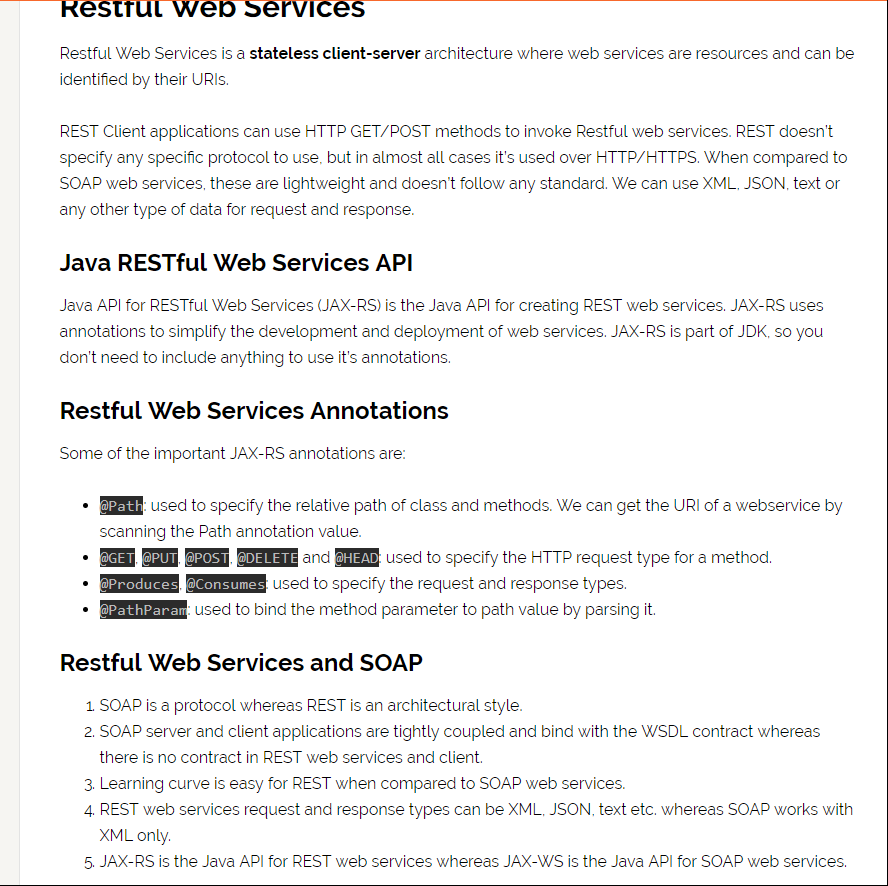 Restful Web Services
Restful Web Services is a stateless client-server architecture where web services are resources and can be
identified by their URIs.
REST Client applications can use HTTP GET/POST methods to invoke Restful web services. REST doesn't
specify any specific protocol to use, but in almost all cases it's used over HTTP/HTTPS. When compared to
SOAP web services, these are lightweight and doesn't follow any standard. We can use XML, JSON, text or
any other type of data for request and response.
Java RESTful Web Services API
Java API for RESTful Web Services (JAX-RS) is the Java API for creating REST web services. JAX-RS uses
annotations to simplify the development and deployment of web services. JAX-RS is part of JDK, so you
don't need to include anything to use it's annotations.
Restful Web Services Annotations
Some of the important JAX-RS annotations are:
• @Path: used to specify the relative path of class and methods. We can get the URI of a webservice by
scanning the Path annotation value.
• @GET, @PUT, @POST, @DELETE and @HEAD: used to specify the HTTP request type for a method.
• @Produces, @Consumes: used to specify the request and response types.
• @PathParam: used to bind the method parameter to path value by parsing it.
Restful Web Services and SOAP
1. SOAP is a protocol whereas REST is an architectural style.
2. SOAP server and client applications are tightly coupled and bind with the WSDL contract whereas
there is no contract in REST web services and client.
3. Learning curve is easy for REST when compared to SOAP web services.
4. REST web services request and response types can be XML, JSON, text etc. whereas SOAP works with
XML only.
5. JAX-RS is the Java API for REST web services whereas JAX-WS is the Java API for SOAP web services.